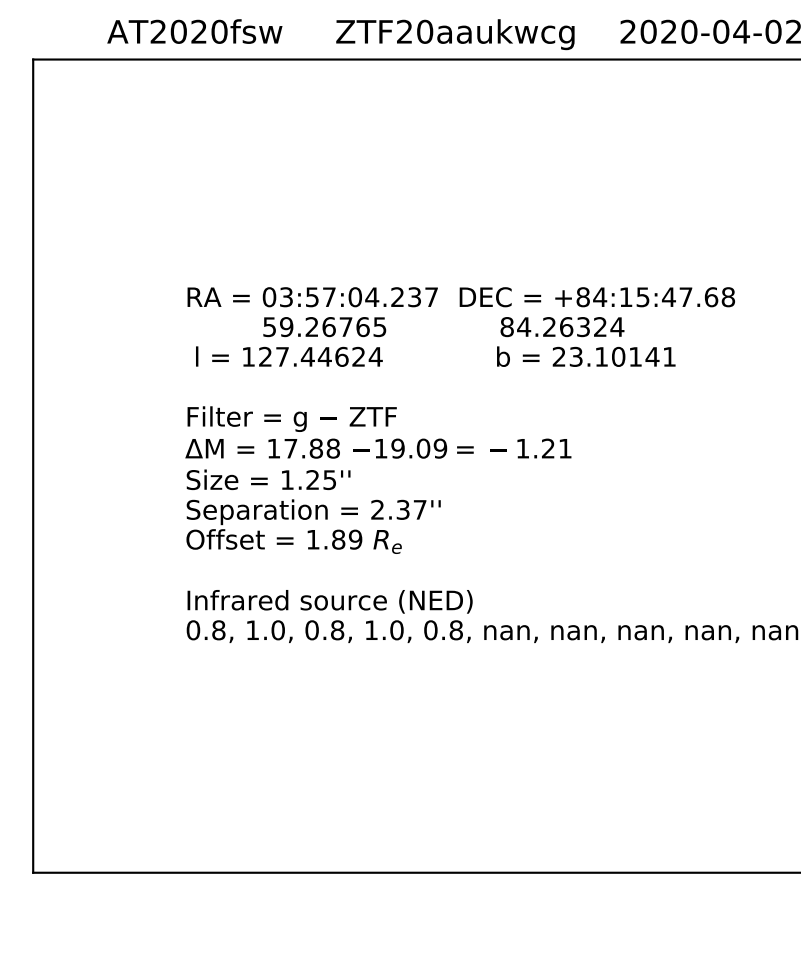 AT2020fsw ZTF20aaukwcg 2020-04-02
RA = 03:57:04.237 DEC = +84:15:47.68
59.26765 84.26324
l = 127.44624 b = 23.10141
Filter = g − ZTF
ΔM = 17.88 −19.09 = − 1.21
Size = 1.25''
Separation = 2.37''
Offset = 1.89 Rₑ
Infrared source (NED)
0.8, 1.0, 0.8, 1.0, 0.8, nan, nan, nan, nan, nan